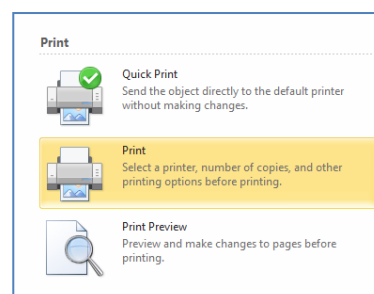 Print
Quick Print
Send the object directly to the default printer
without making changes.
Print
Select a printer, number of copies, and other
printing options before printing.
Print Preview
Preview and make changes to pages before
printing.